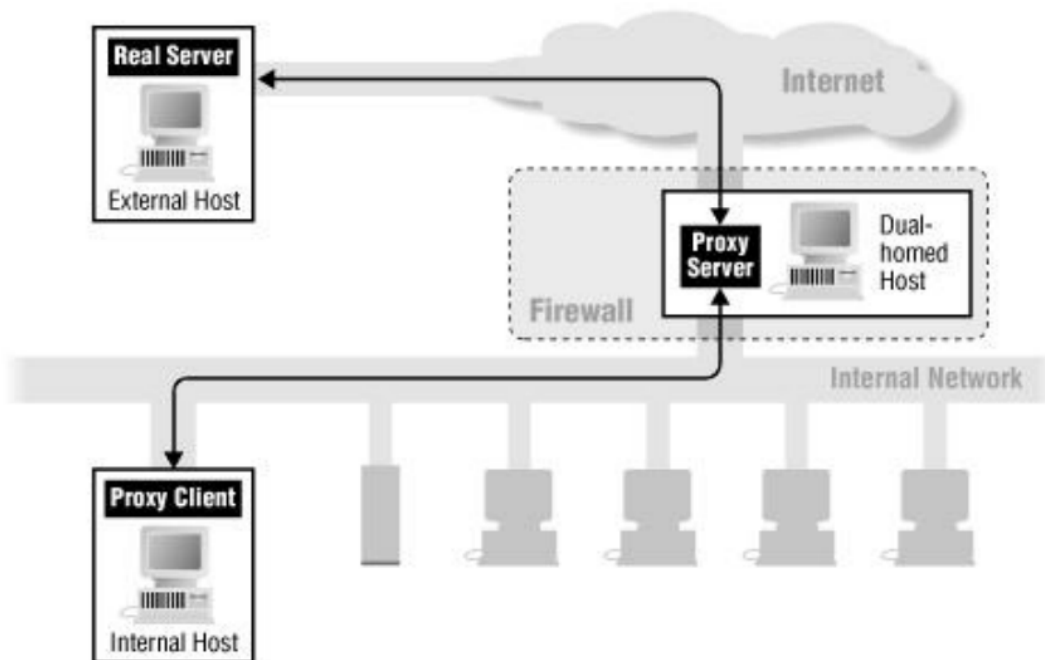 Real Server
External Host
Internet
Proxy
Server
Dual-
homed
Host
Firewall
Internal Network
Proxy Client
Internal Host